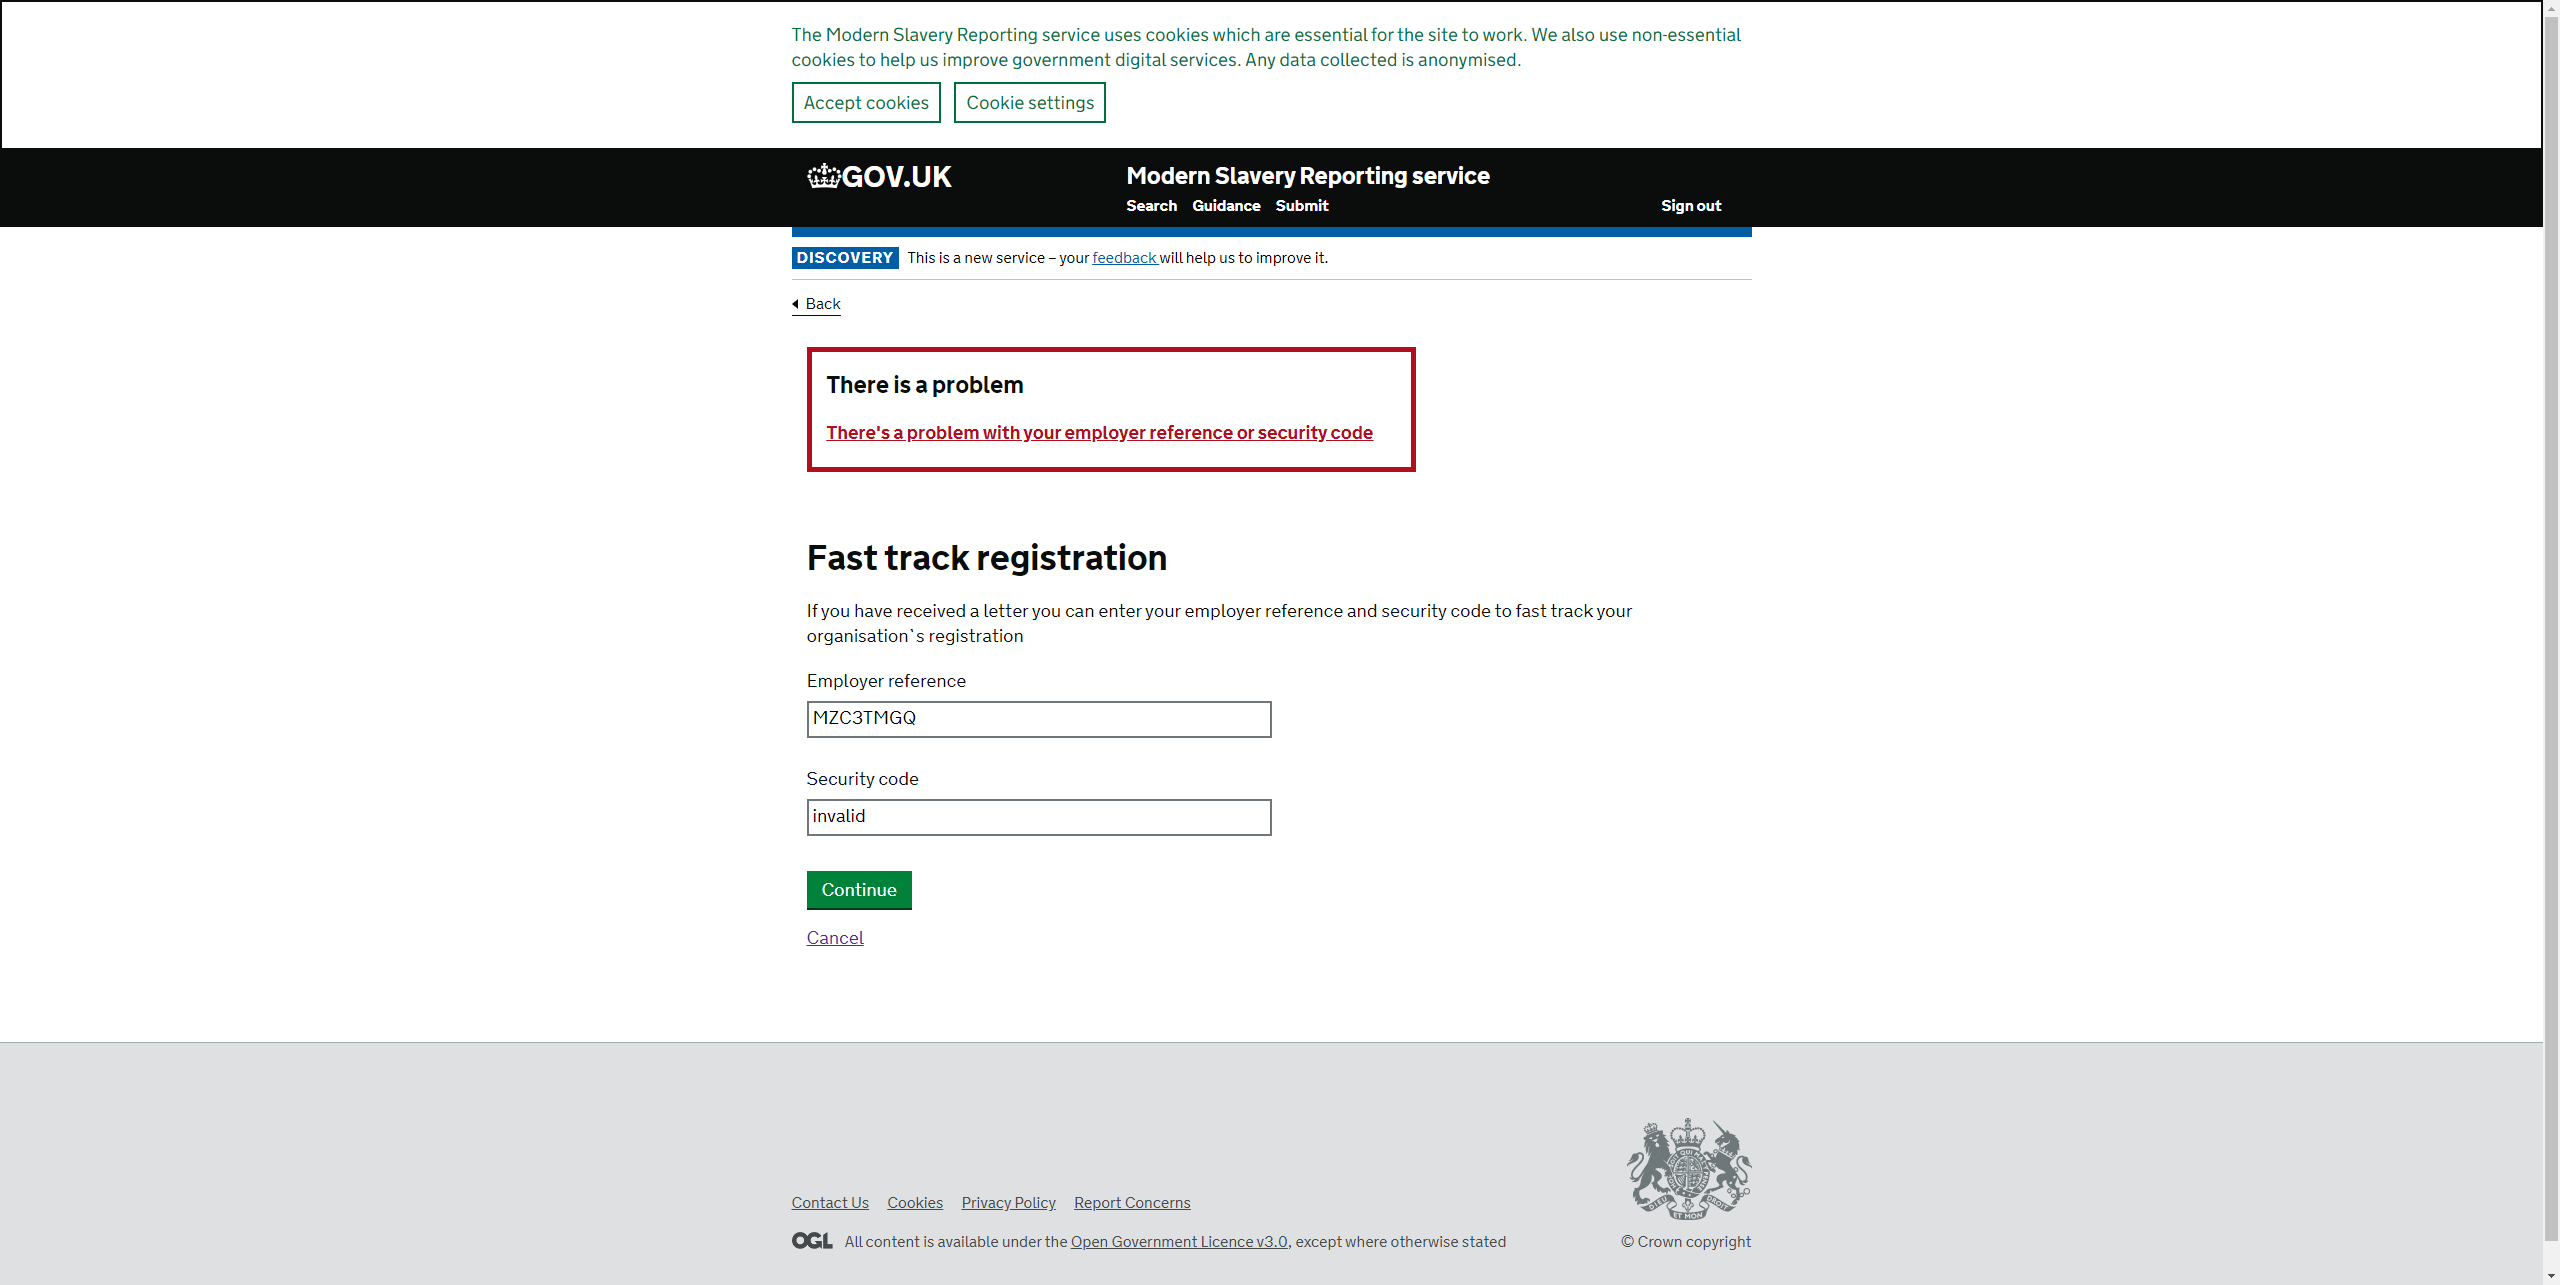 The Modern Slavery Reporting service uses cookies which are essential for the site to work. We also use non-essential
cookies to help us improve government digital services. Any data collected is anonymised.
Accept cookies Cookie settings
GOV.UK Modern Slavery Reporting service
Search Guidance Submit Sign out
DISCOVERY This is a new service – your feedback will help us to improve it.
Back
There is a problem
There's a problem with your employer reference or security code
Fast track registration
If you have received a letter you can enter your employer reference and security code to fast track your
organisation`s registration
Employer reference
MZC3TMGQ
Security code
invalid
Continue
Cancel
Contact Us Cookies Privacy Policy Report Concerns
OGL All content is available under the Open Government Licence v3.0, except where otherwise stated
© Crown copyright